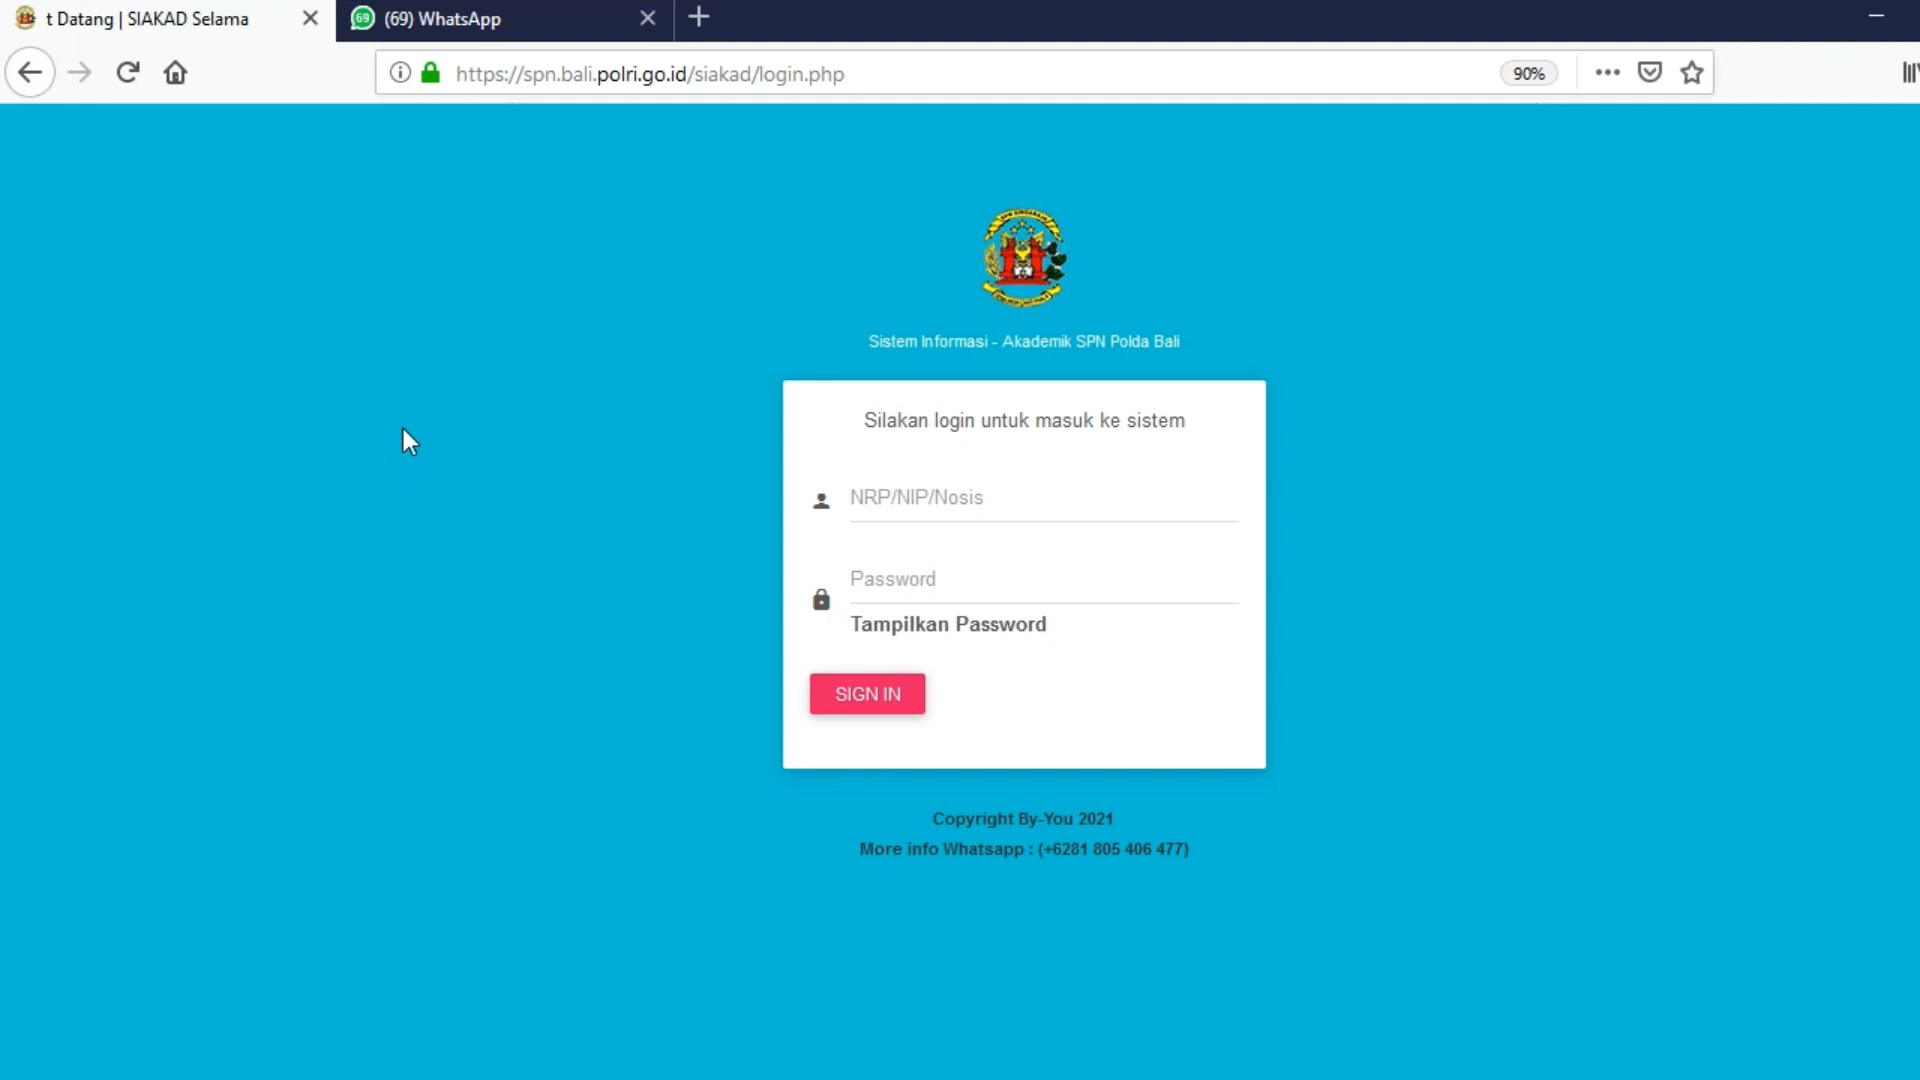 t Datang | SIAKAD Selama
69 (69) WhatsApp
https://spn.bali.polri.go.id/siakad/login.php
90%
Sistem Informasi - Akademik SPN Polda Bali
Silakan login untuk masuk ke sistem
NRP/NIP/Nosis
Password
Tampilkan Password
SIGN IN
Copyright By-You 2021
More info Whatsapp : (+6281 805 406 477)